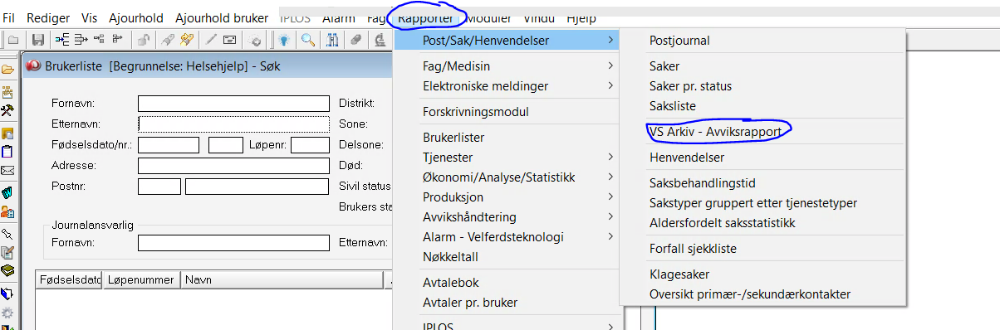 Fil Rediger Vis Ajourhold Ajourhold bruker IPLOS Alarm Fag Rapporter Moduler Vindu Hjelp
Brukerliste [Begrunnelse: Helsehjelp] - Søk
Fornavn: Distrikt:
Etternavn: Sone:
Fødselsdato/nr.: Løpenr: Delsone:
Adresse: Død:
Postnr: Sivil status
Brukers sta
Journalansvarlig
Fornavn: Etternavn:
Fødselsdato Løpenummer Navn
Post/Sak/Henvendelser
Fag/Medisin
Elektroniske meldinger
Forskrivningsmodul
Brukerlister
Tjenester
Økonomi/Analyse/Statistikk
Produksjon
Avvikshåndtering
Alarm - Velferdsteknologi
Nøkkeltall
Avtalebok
Avtaler pr. bruker
IPLOS
Postjournal
Saker
Saker pr. status
Saksliste
VS Arkiv - Avviksrapport
Henvendelser
Saksbehandlingstid
Sakstyper gruppert etter tjenestetyper
Aldersfordelt saksstatistikk
Forfall sjekkliste
Klagesaker
Oversikt primær-/sekundærkontakter